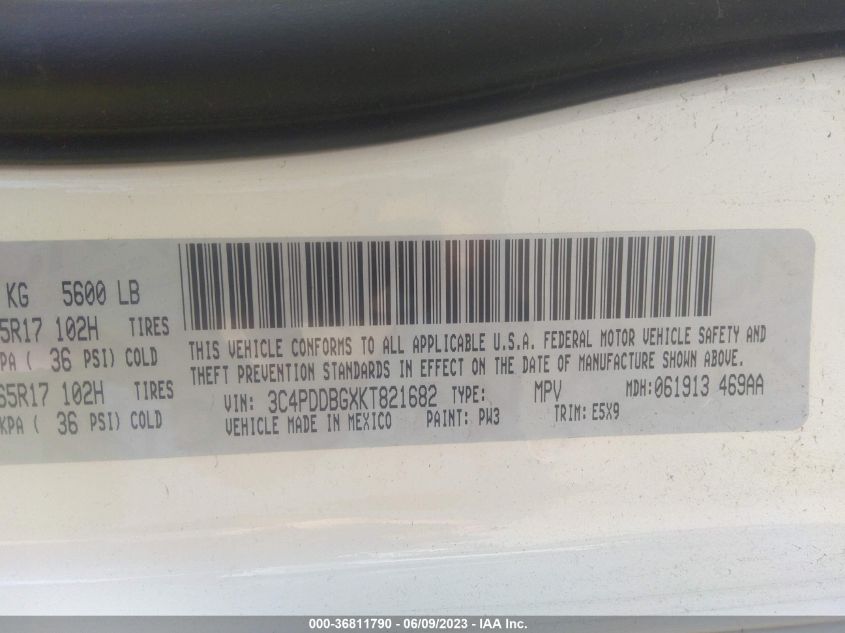 KG 5600 LB
5R17 102H TIRES
KPA ( 36 PSI) COLD
65R17 102H TIRES
KPA ( 36 PSI) COLD
THIS VEHICLE CONFORMS TO ALL APPLICABLE U.S.A. FEDERAL MOTOR VEHICLE SAFETY AND
THEFT PREVENTION STANDARDS IN EFFECT ON THE DATE OF MANUFACTURE SHOWN ABOVE.
VIN: 3C4PDDBGXKT821682 TYPE: MPV MDH:061913 469AA
VEHICLE MADE IN MEXICO PAINT: PW3 TRIM: E5X9
000-36811790 - 06/09/2023 - IAA Inc.